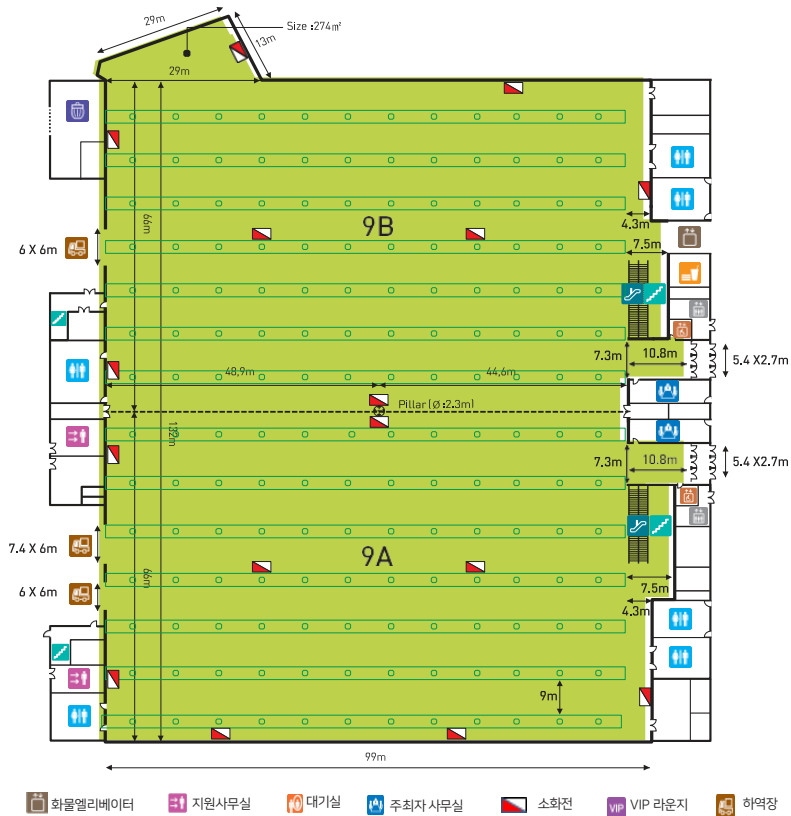 29m
Size :274㎡
13m
29m
66m
4.3m
9B
7.5m
6 X 6m
7.3m
10.8m
5.4 X2.7m
48,9m
44,6m
Pillar (Ø :2.3m)
132m
7.3m
10.8m
5.4 X2.7m
7.4 X 6m
9A
66m
7.5m
6 X 6m
4.3m
9m
99m
화물엘리베이터
지원사무실
대기실
주최자 사무실
소화전
VIP
VIP 라운지
하역장